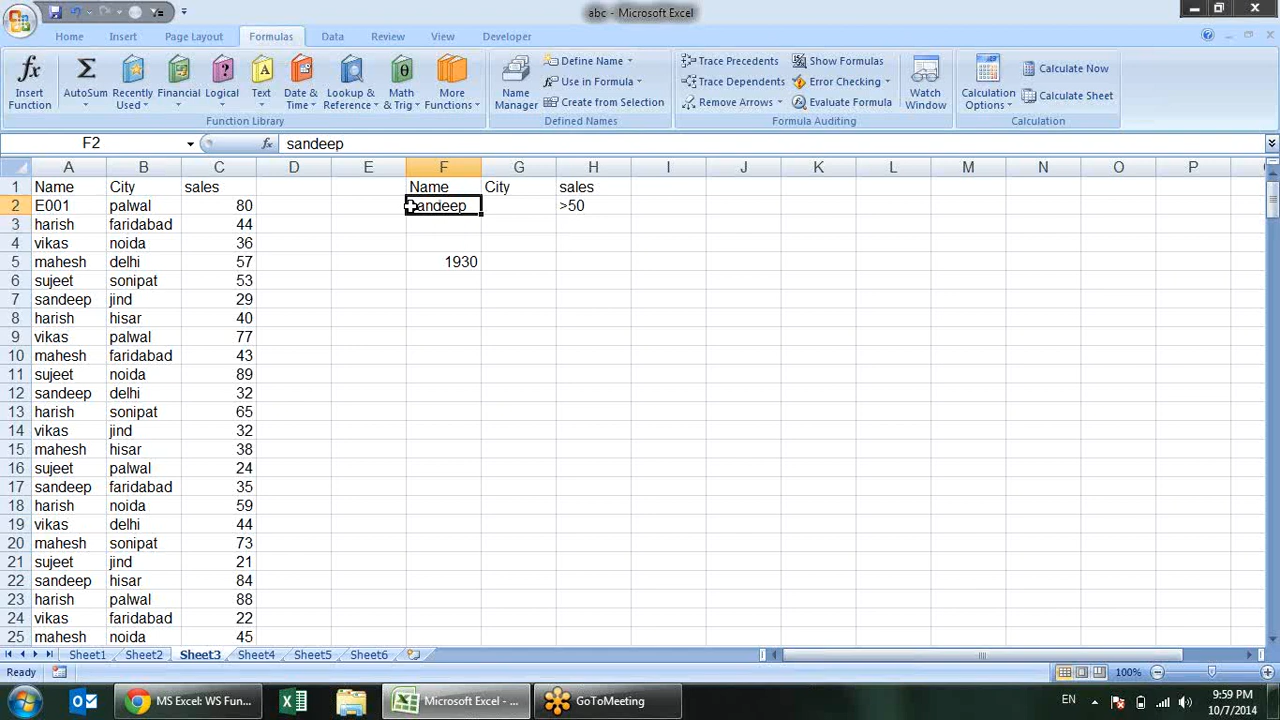 abc - Microsoft Excel
Home Insert Page Layout Formulas Data Review View Developer
Insert Function
AutoSum
Recently Used
Financial
Logical
Text
Date & Time
Lookup & Reference
Math & Trig
More Functions
Function Library
Name Manager
Define Name
Use in Formula
Create from Selection
Defined Names
Trace Precedents
Trace Dependents
Remove Arrows
Show Formulas
Error Checking
Evaluate Formula
Formula Auditing
Watch Window
Calculation Options
Calculate Now
Calculate Sheet
Calculation
F2 fx sandeep
A B C D E F G H I J K L M N O P
1 Name City sales Name City sales
2 E001 palwal 80 sandeep >50
3 harish faridabad 44
4 vikas noida 36
5 mahesh delhi 57 1930
6 sujeet sonipat 53
7 sandeep jind 29
8 harish hisar 40
9 vikas palwal 77
10 mahesh faridabad 43
11 sujeet noida 89
12 sandeep delhi 32
13 harish sonipat 65
14 vikas jind 32
15 mahesh hisar 38
16 sujeet palwal 24
17 sandeep faridabad 35
18 harish noida 59
19 vikas delhi 44
20 mahesh sonipat 73
21 sujeet jind 21
22 sandeep hisar 84
23 harish palwal 88
24 vikas faridabad 22
25 mahesh noida 45
Sheet1 Sheet2 Sheet3 Sheet4 Sheet5 Sheet6
Ready 100%
MS Excel: WS Fun... Microsoft Excel - ... GoToMeeting EN 9:59 PM
10/7/2014